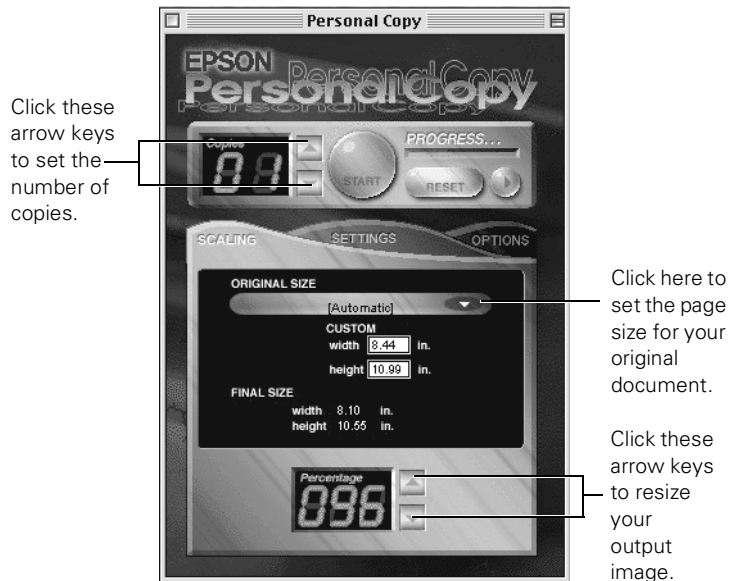 Personal Copy
EPSON
Personal Copy
Click these
arrow keys
to set the
number of
copies.
Copies
01
START
PROGRESS...
RESET
SCALING
SETTINGS
OPTIONS
ORIGINAL SIZE
[Automatic]
CUSTOM
width 8.44 in.
height 10.99 in.
FINAL SIZE
width 8.10 in.
height 10.55 in.
Click here to
set the page
size for your
original
document.
Percentage
096
Click these
arrow keys
to resize
your
output
image.